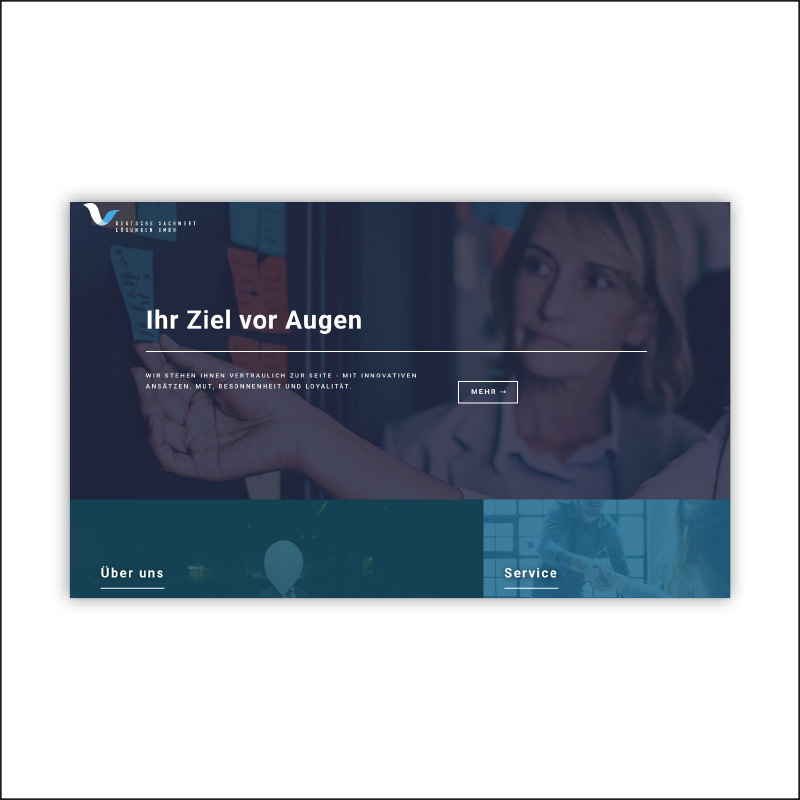 DEUTSCHE SACHWERT
LÖSUNGEN GMBH
Ihr Ziel vor Augen
WIR STEHEN IHNEN VERTRAULICH ZUR SEITE - MIT INNOVATIVEN
ANSÄTZEN, MUT, BESONNENHEIT UND LOYALITÄT.
MEHR →
Über uns
Service